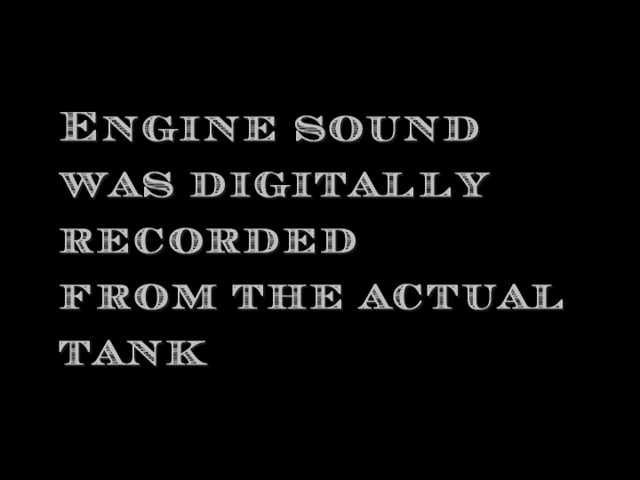 Engine sound
was digitally
recorded
from the actual
tank